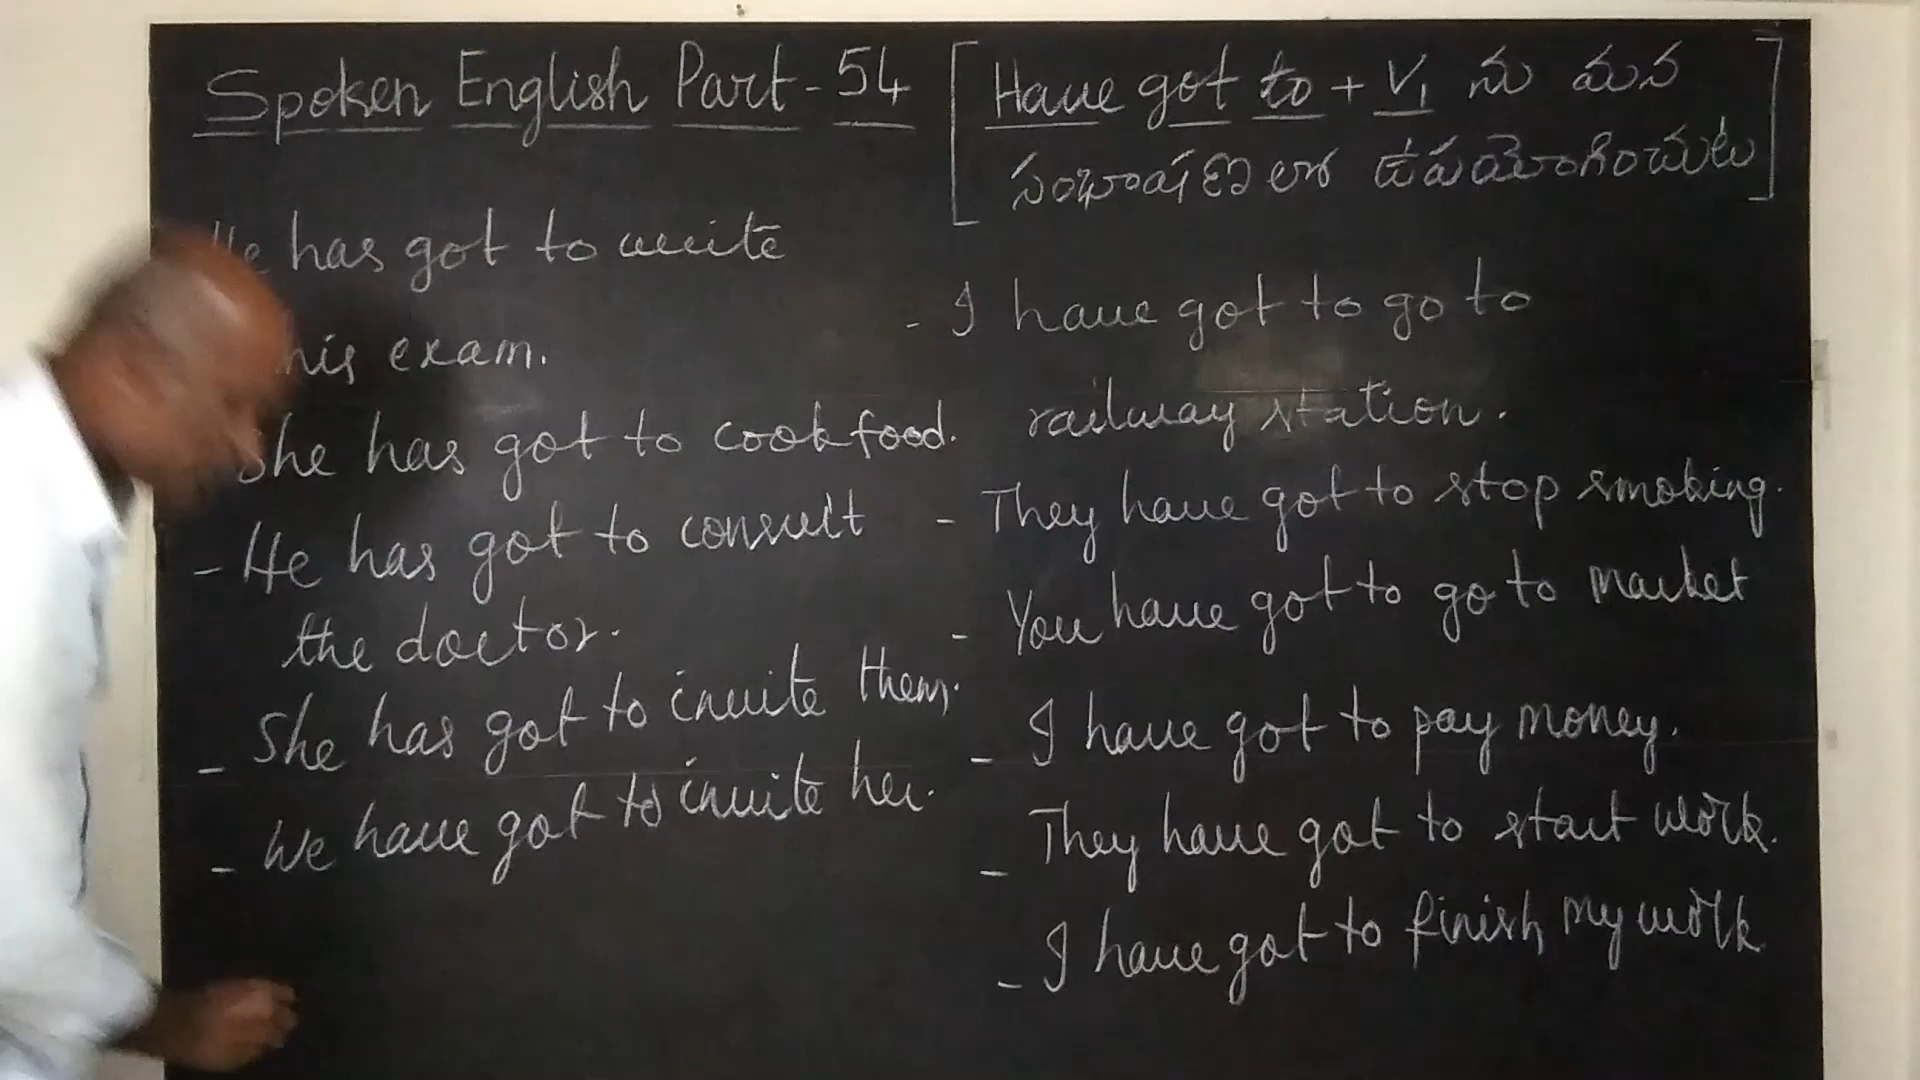 Spoken English Part - 54
[Have got to + V1 ను మన
సంభాషణలలో ఉపయోగించుట]
He has got to write
his exam.
She has got to cook food.
- He has got to consult
the doctor.
- She has got to invite them.
- We have got to invite her.
- I have got to go to
railway station.
- They have got to stop smoking.
- You have got to go to market
- I have got to pay money.
- They have got to start work.
- I have got to finish my work